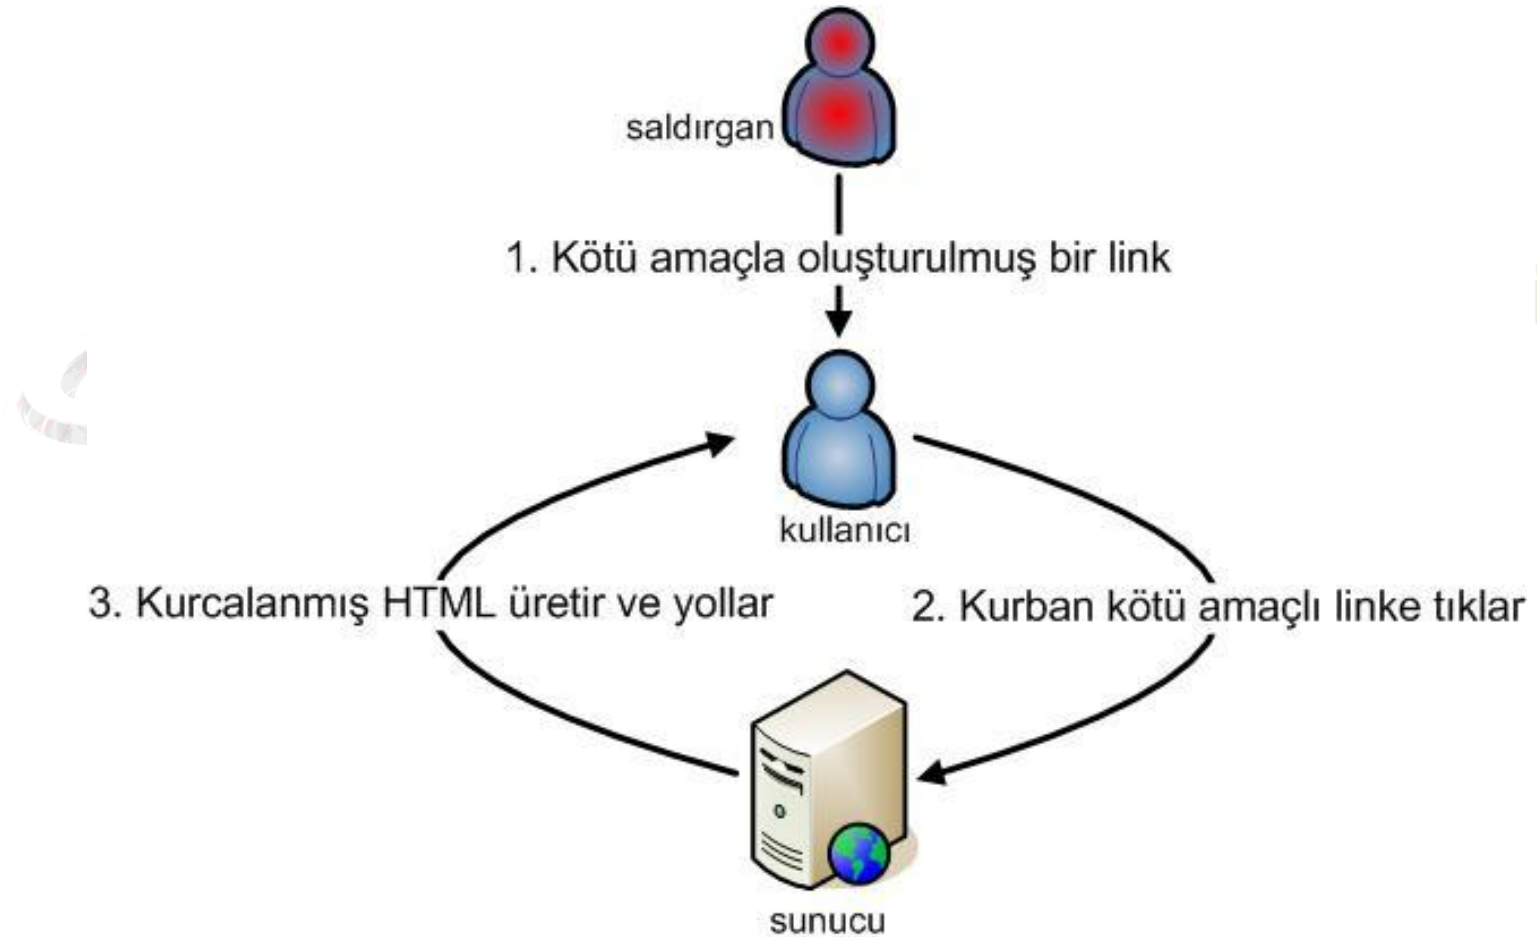 saldırgan
1. Kötü amaçla oluşturulmuş bir link
kullanıcı
3. Kurcalanmış HTML üretir ve yollar
2. Kurban kötü amaçlı linke tıklar
sunucu